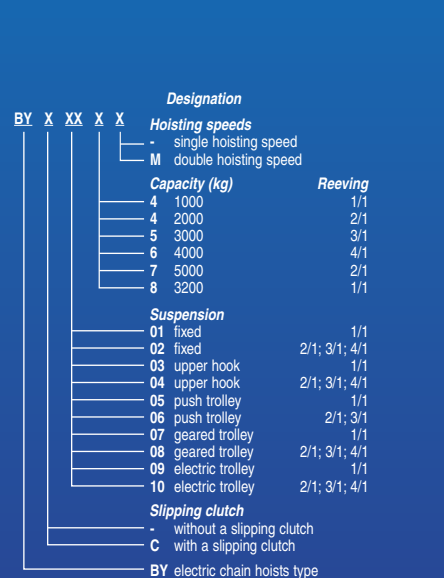 Designation
BY X XX X X
Hoisting speeds
- single hoisting speed
M double hoisting speed
Capacity (kg) Reeving
4 1000 1/1
4 2000 2/1
5 3000 3/1
6 4000 4/1
7 5000 2/1
8 3200 1/1
Suspension
01 fixed 1/1
02 fixed 2/1; 3/1; 4/1
03 upper hook 1/1
04 upper hook 2/1; 3/1; 4/1
05 push trolley 1/1
06 push trolley 2/1; 3/1
07 geared trolley 1/1
08 geared trolley 2/1; 3/1; 4/1
09 electric trolley 1/1
10 electric trolley 2/1; 3/1; 4/1
Slipping clutch
- without a slipping clutch
C with a slipping clutch
BY electric chain hoists type